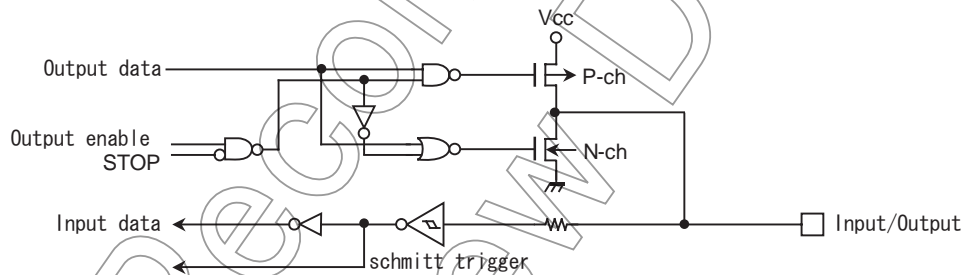 Vcc
Output data
P-ch
Output enable
STOP
N-ch
Input data
Input/Output
schmitt trigger